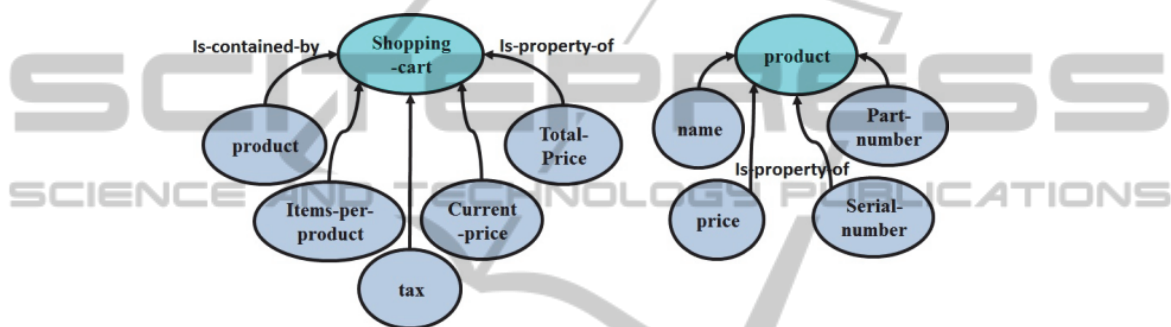 Is-contained-by
Shopping
-cart
Is-property-of
product
Items-per-
product
tax
Current
-price
Total-
Price
product
name
Part-
number
Is-property-of
price
Serial-
number
SCITEPRESS
SCIENCE AND TECHNOLOGY PUBLICATIONS